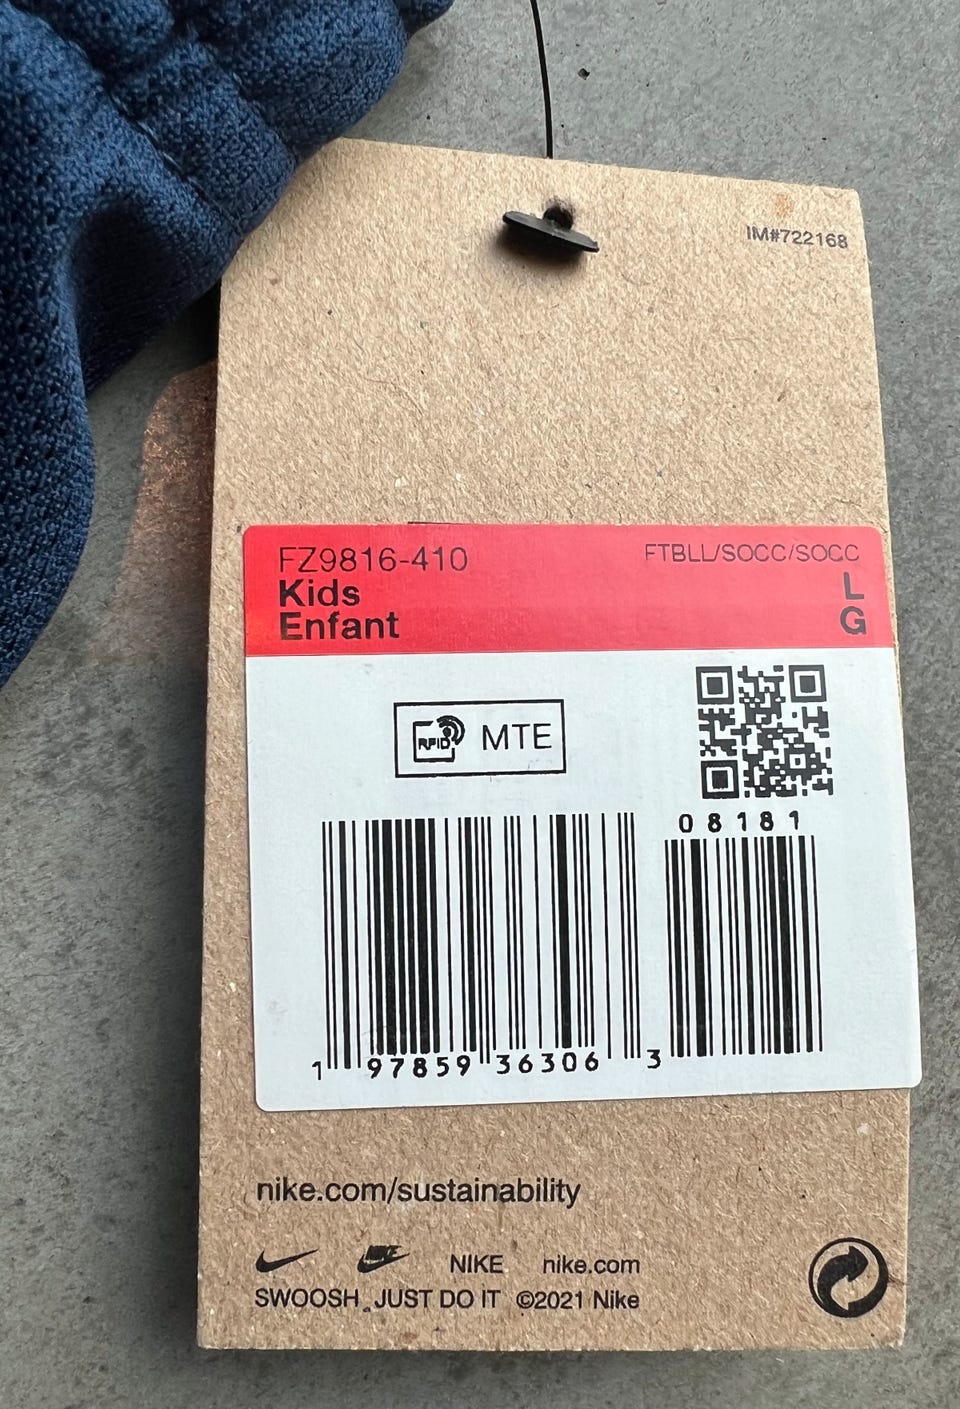 IM#722168
FZ9816-410 FTBLL/SOCC/SOCC
Kids L
Enfant G
RFID MTE
08181
1 97859 36306 3
nike.com/sustainability
NIKE NIKE nike.com
SWOOSH JUST DO IT ©2021 Nike